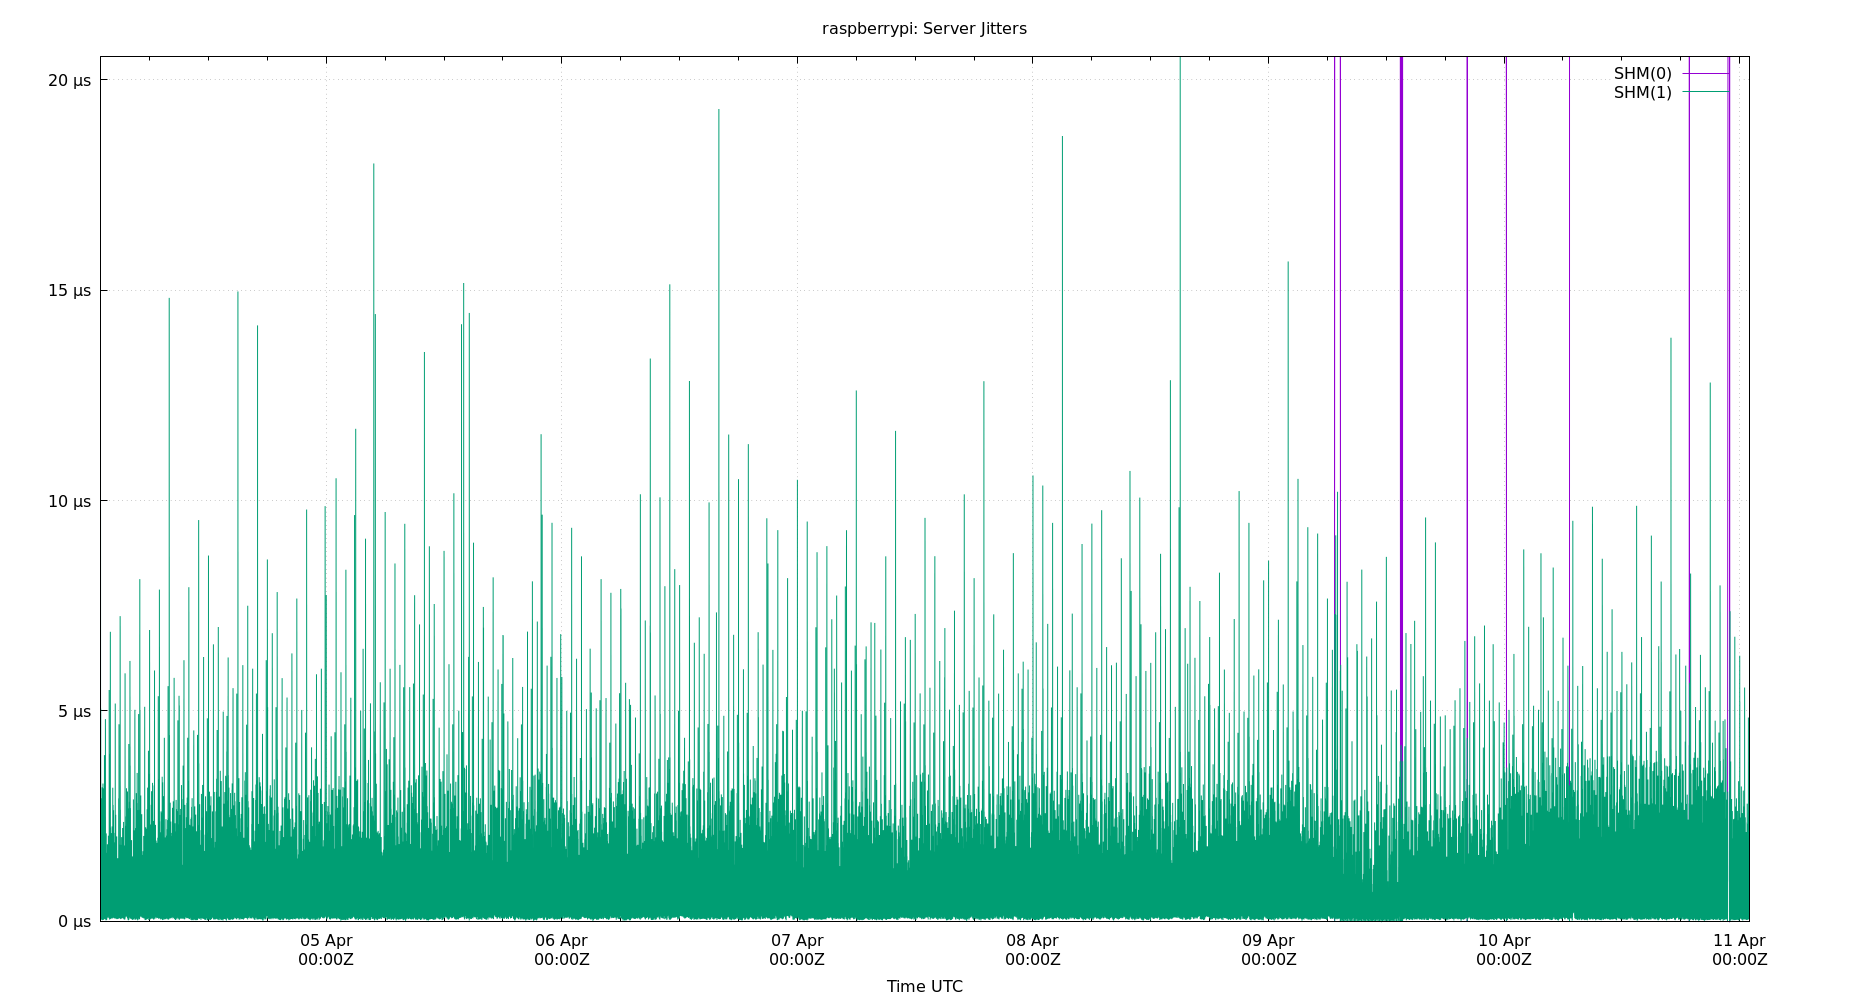 raspberrypi: Server Jitters
SHM(0)
SHM(1)
20 µs
15 µs
10 µs
5 µs
0 µs
05 Apr
00:00Z
06 Apr
00:00Z
07 Apr
00:00Z
08 Apr
00:00Z
09 Apr
00:00Z
10 Apr
00:00Z
11 Apr
00:00Z
Time UTC